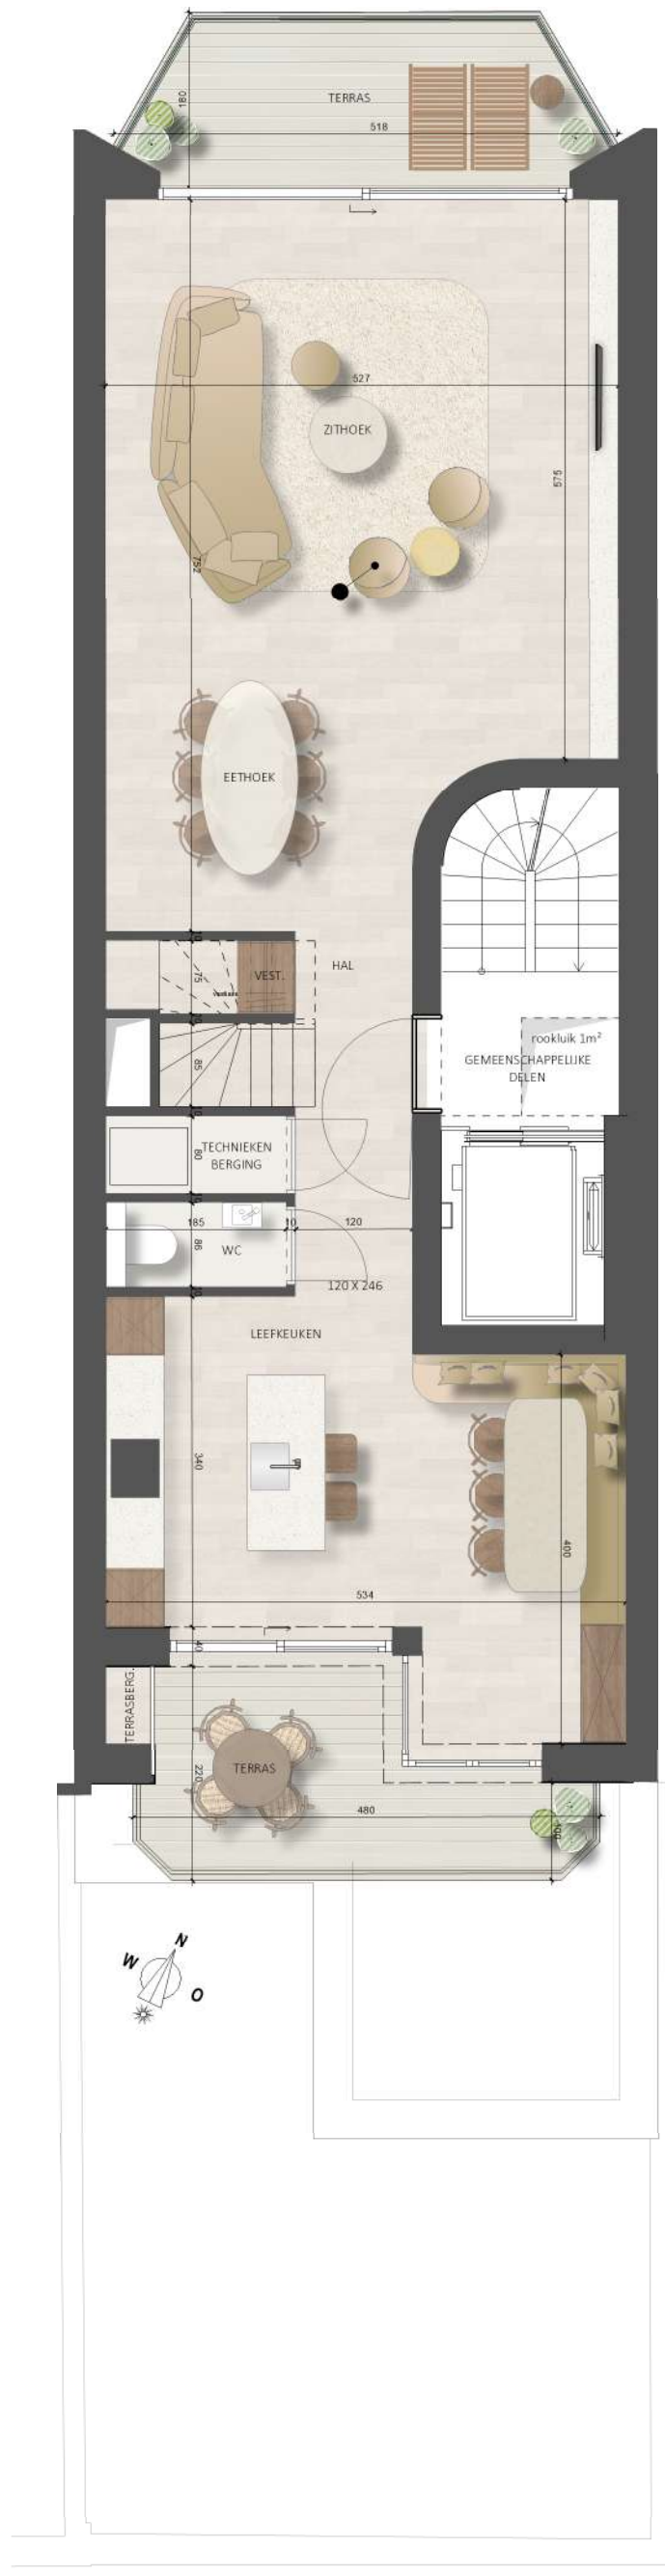 180
TERRAS
518
527
ZITHOEK
575
752
EETHOEK
10
HAL
75
VEST.
rookluik 1m²
GEMEENSCHAPPELIJKE
DELEN
85
10
TECHNIEKEN
BERGING
80
185
10
120
86
WC
120 X 246
LEEFKEUKEN
340
400
534
40
TERRASBERG.
TERRAS
220
480
100
N
W
O